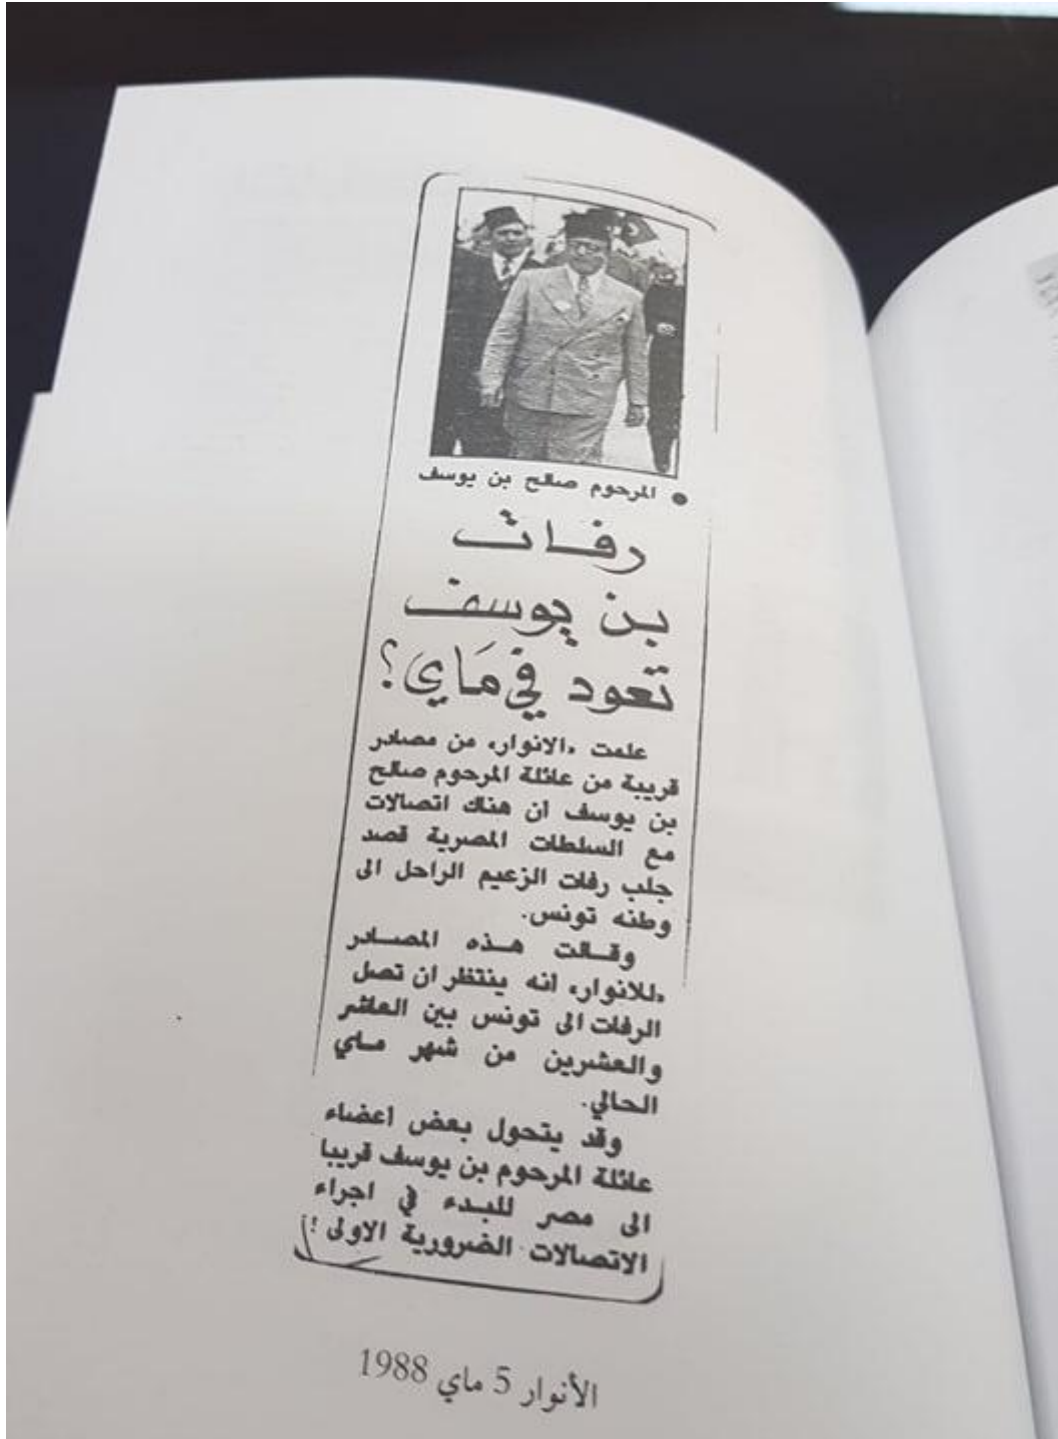 ● المرحوم صالح بن يوسف
رفات
بن يوسف
تعود في مَاي؟
علمت «الانوار» من مصادر
قريبة من عائلة المرحوم صالح
بن يوسف ان هناك اتصالات
مع السلطات المصرية قصد
جلب رفات الزعيم الراحل الى
وطنه تونس.
وقالت هذه المصادر
«للانوار» انه ينتظر ان تصل
الرفات الى تونس بين العاشر
والعشرين من شهر ماي
الحالي.
وقد يتحول بعض اعضاء
عائلة المرحوم بن يوسف قريبا
الى مصر للبدء في اجراء
الاتصالات الضرورية الاولى!
الأنوار 5 ماي 1988